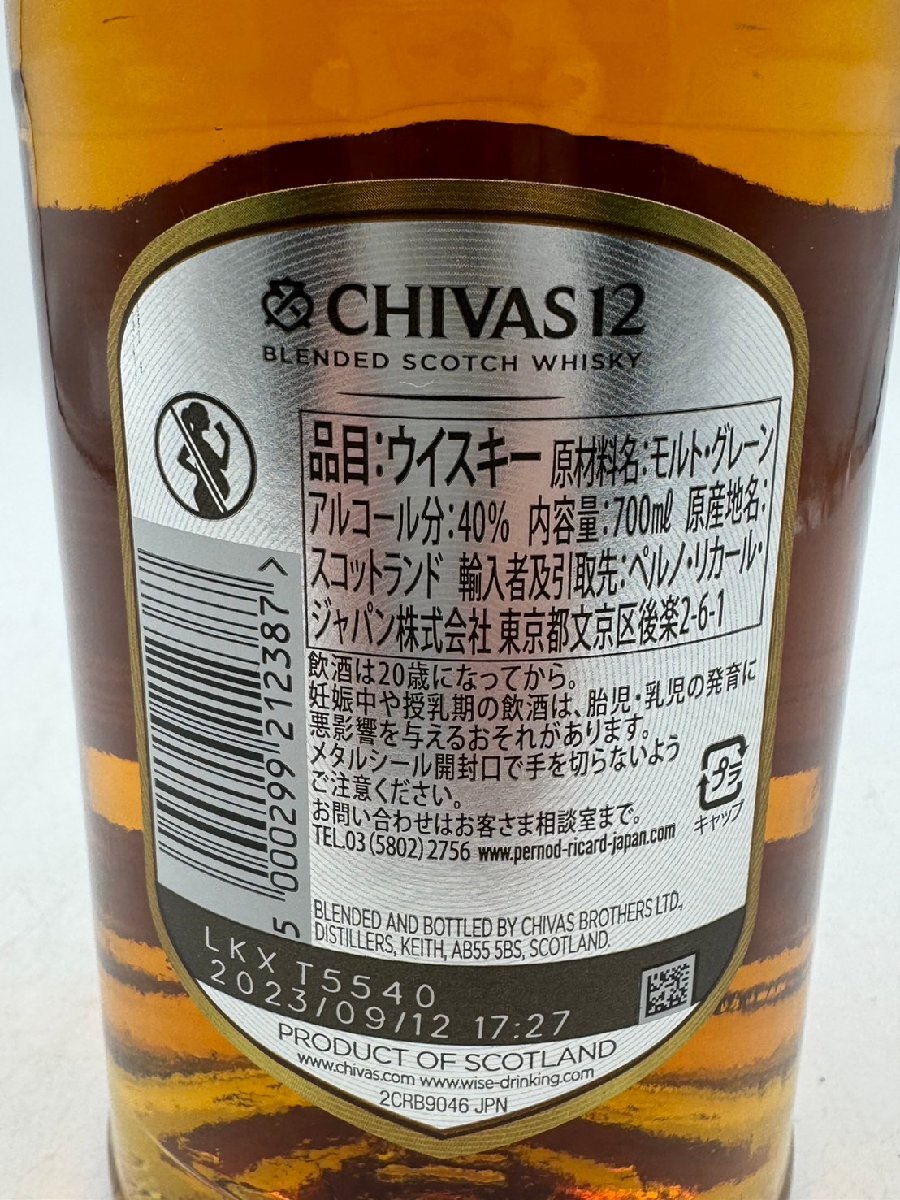 CHIVAS 12
BLENDED SCOTCH WHISKY
品目:ウイスキー 原材料名:モルト・グレーン
アルコール分:40% 内容量:700ml 原産地名:
スコットランド 輸入者及引取先:ペルノ・リカール・
ジャパン株式会社 東京都文京区後楽2-6-1
飲酒は20歳になってから。
妊娠中や授乳期の飲酒は、胎児・乳児の発育に
悪影響を与えるおそれがあります。
メタルシール開封口で手を切らないよう
ご注意ください。
お問い合わせはお客さま相談室まで。
TEL.03(5802)2756 www.pernod-ricard-japan.com
プラ
キャップ
5 000299 212387 >
BLENDED AND BOTTLED BY CHIVAS BROTHERS LTD.,
DISTILLERS, KEITH, AB55 5BS, SCOTLAND.
LKX T5540
2023/09/12 17:27
PRODUCT OF SCOTLAND
www.chivas.com www.wise-drinking.com
2CRB9046 JPN